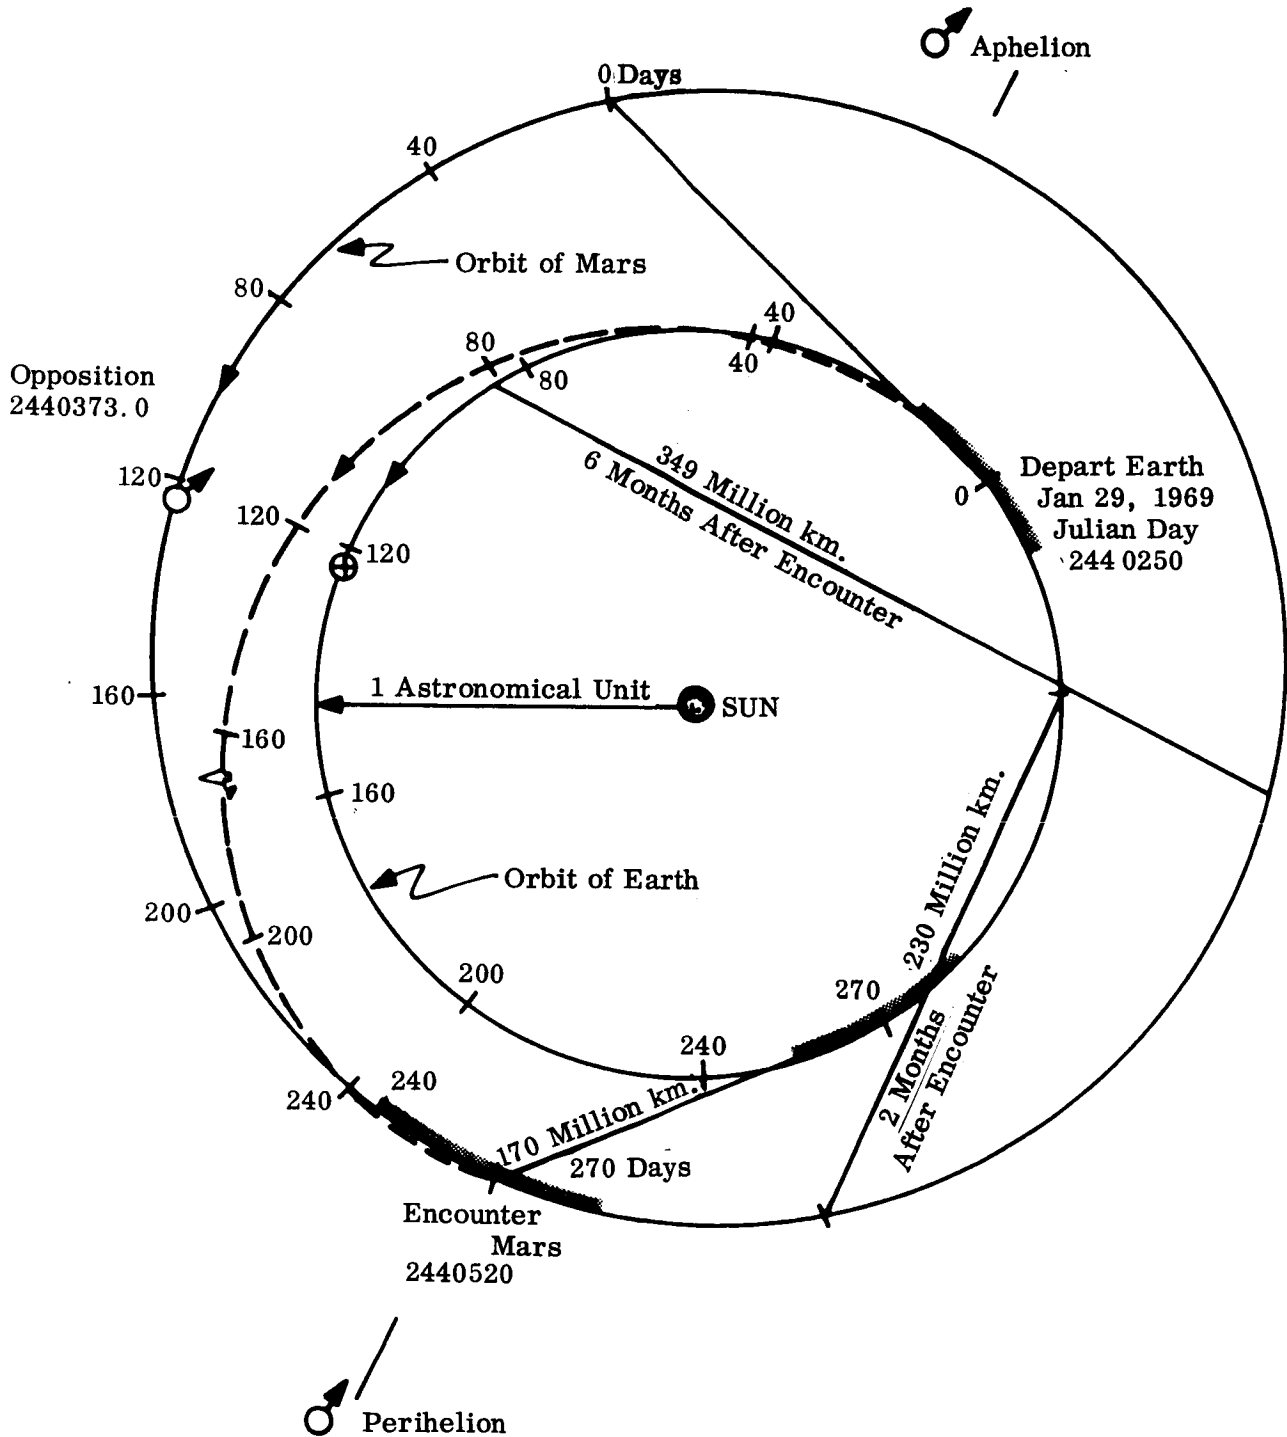 Aphelion
0 Days
40
Orbit of Mars
80
40
80
40
80
Opposition
2440373.0
349 Million km.
6 Months After Encounter
120
0
Depart Earth
Jan 29, 1969
Julian Day
244 0250
120
120
1 Astronomical Unit
SUN
160
160
160
230 Million km.
Orbit of Earth
200
200
200
270
2 Months
After Encounter
240
240
240
170 Million km.
270 Days
Encounter
Mars
2440520
Perihelion